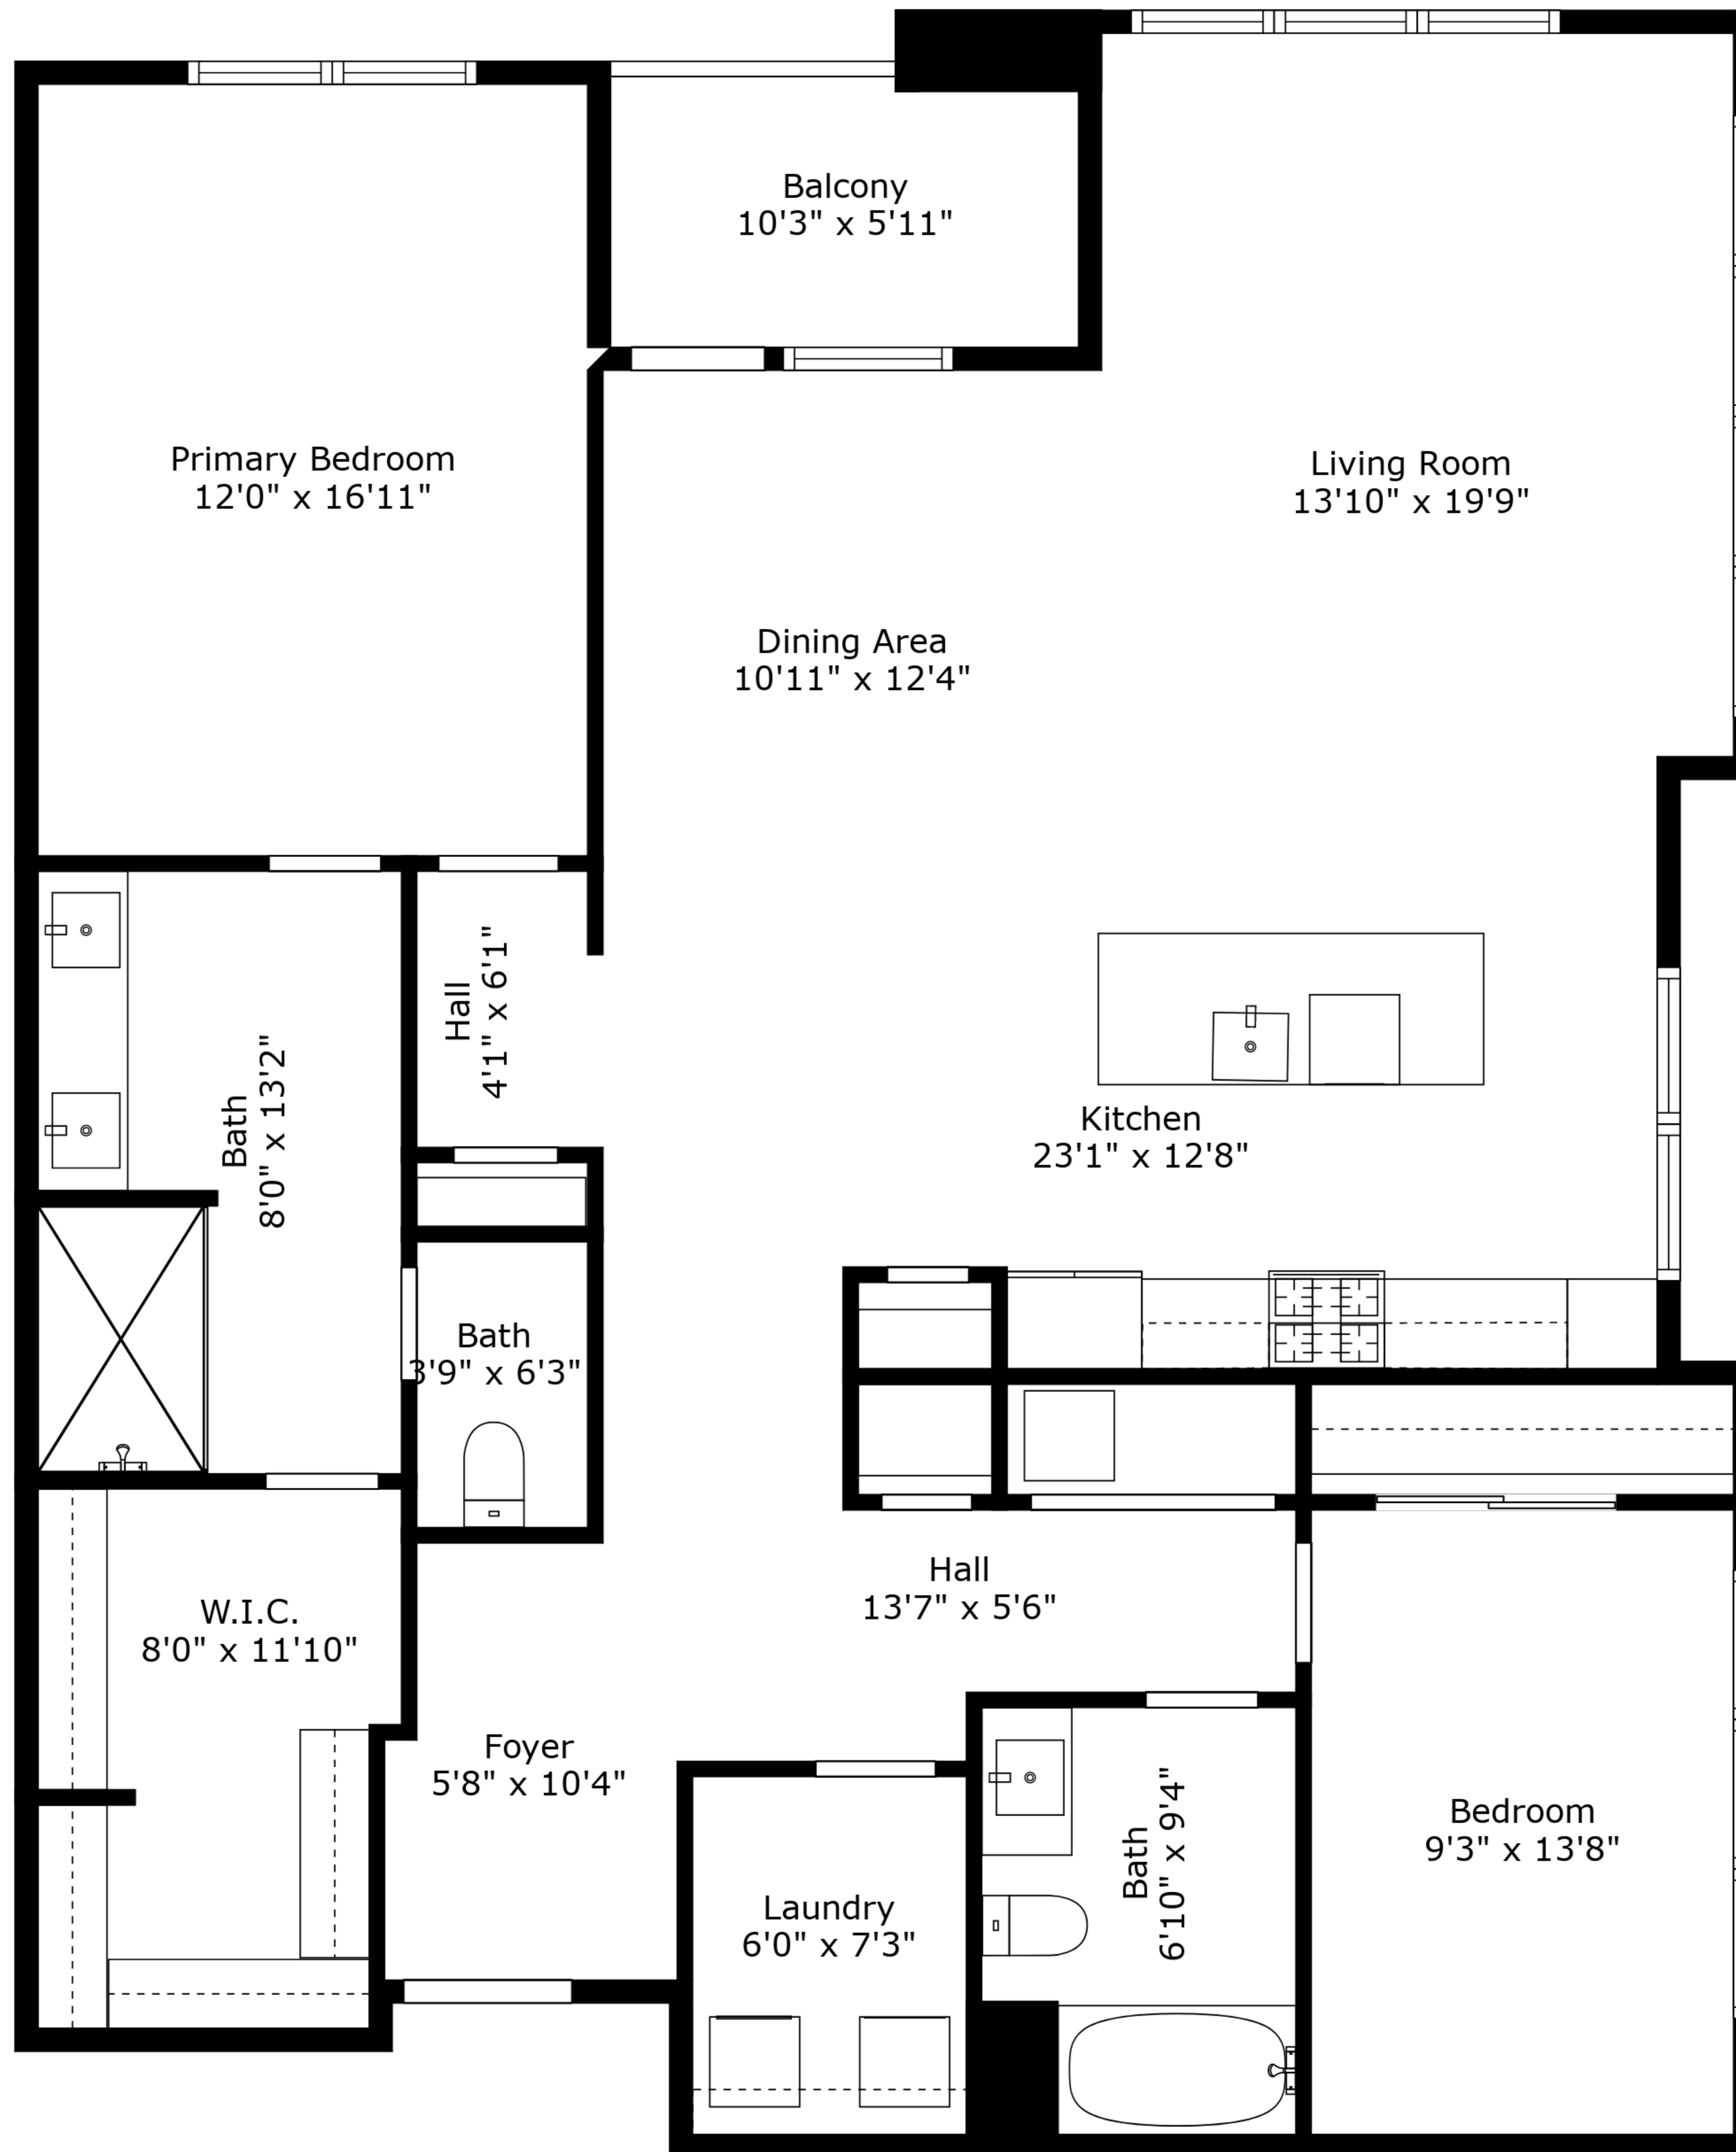 Balcony
10'3" x 5'11"
Primary Bedroom
12'0" x 16'11"
Living Room
13'10" x 19'9"
Dining Area
10'11" x 12'4"
Hall
4'1" x 6'1"
Bath
8'0" x 13'2"
Kitchen
23'1" x 12'8"
Bath
3'9" x 6'3"
Hall
13'7" x 5'6"
W.I.C.
8'0" x 11'10"
Foyer
5'8" x 10'4"
Bedroom
9'3" x 13'8"
Bath
6'10" x 9'4"
Laundry
6'0" x 7'3"